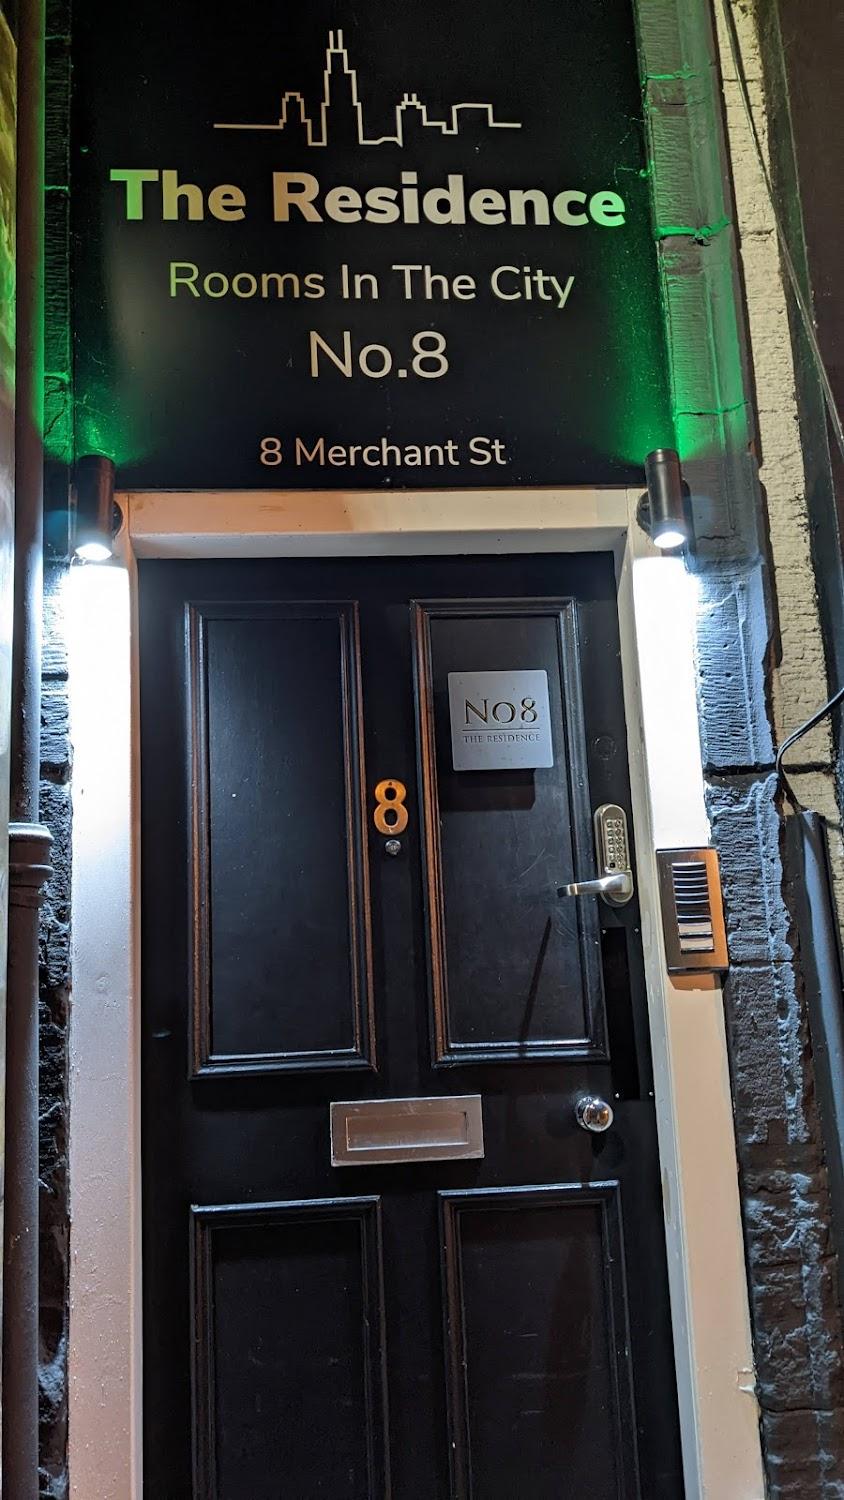 The Residence
Rooms In The City
No.8
8 Merchant St
No8
THE RESIDENCE
8